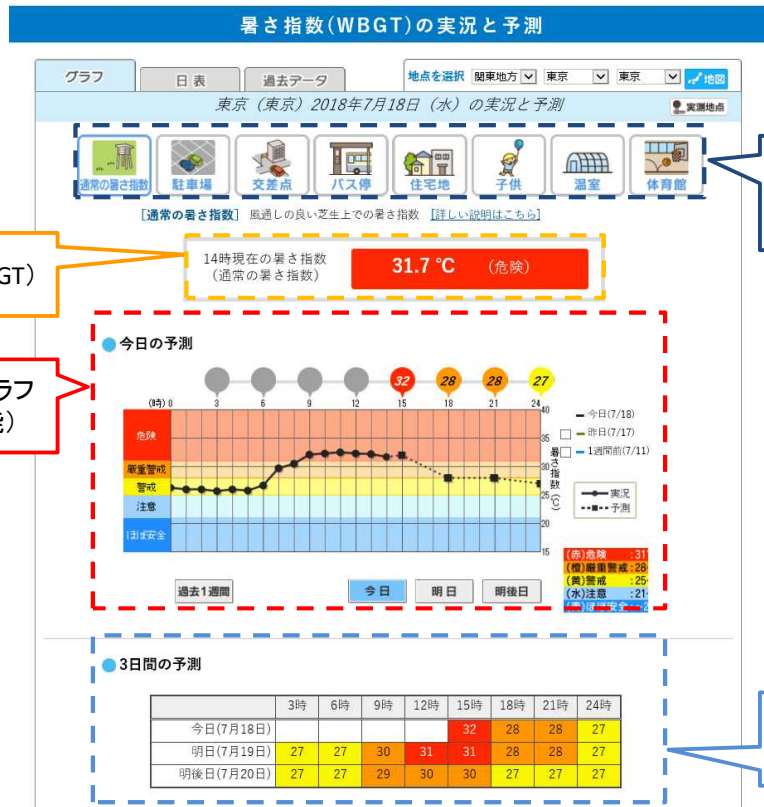 暑さ指数(WBGT)の実況と予測
グラフ 日表 過去データ 地点を選択 関東地方 東京 東京 地図
東京（東京）2018年7月18日（水）の実況と予測 実測地点
通常の暑さ指数 駐車場 交差点 バス停 住宅地 子供 温室 体育館
[通常の暑さ指数] 風通しの良い芝生上での暑さ指数 [詳しい説明はこちら]
GT)
14時現在の暑さ指数
(通常の暑さ指数)
31.7 ℃ (危険)
ラフ
能)
今日の予測
32 28 28 27
(時) 0 3 6 9 12 15 18 21 24
40
35
30
25
20
15
暑さ指数(℃)
危険
厳重警戒
警戒
注意
ほぼ安全
今日(7/18)
昨日(7/17)
1週間前(7/11)
実況
予測
(赤)危険 :31
(橙)厳重警戒 :28-
(黄)警戒 :25-
(水)注意 :21-
過去1週間 今日 明日 明後日
3日間の予測
3時 6時 9時 12時 15時 18時 21時 24時
今日(7月18日) 32 28 28 27
明日(7月19日) 27 27 30 31 31 28 28 27
明後日(7月20日) 27 27 29 30 30 27 27 27